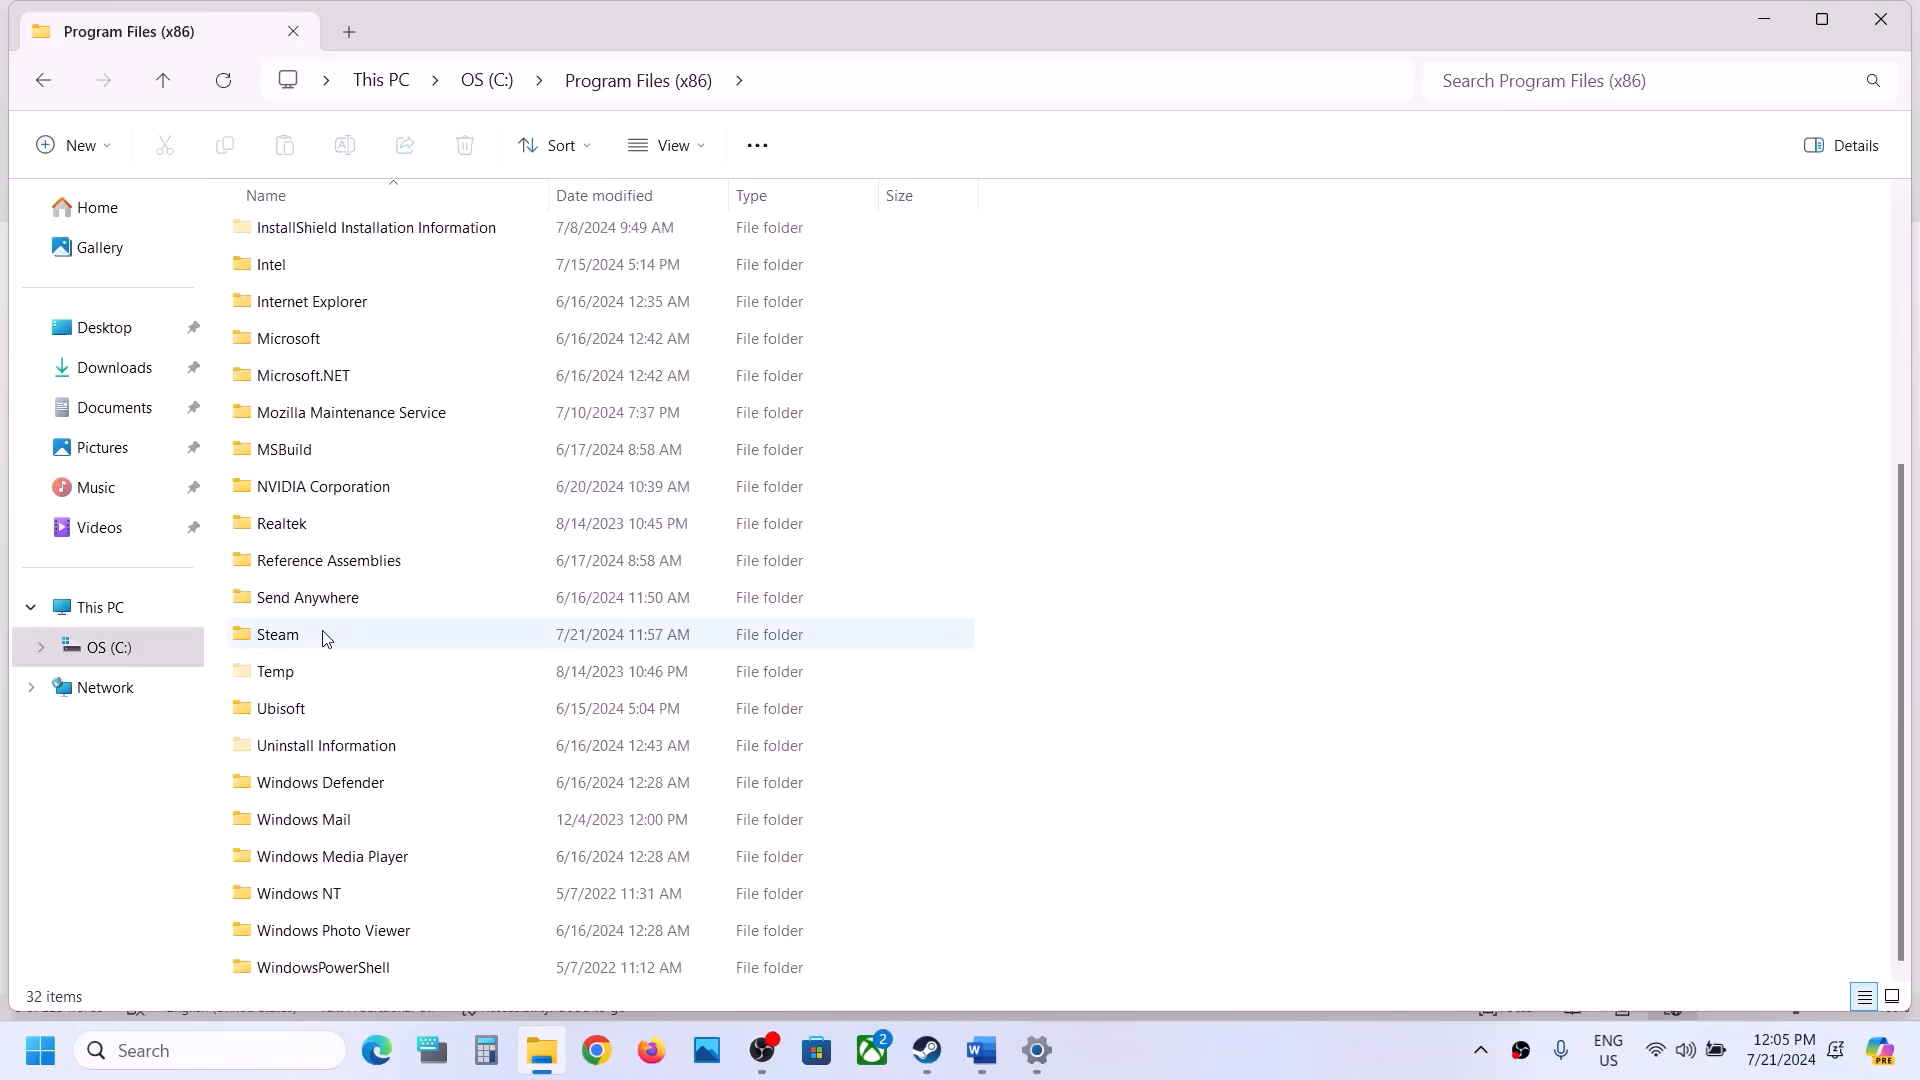 Program Files (x86)
This PC
OS (C:)
Program Files (x86)
Search Program Files (x86)
New
Sort
View
Details
Name
Date modified
Type
Size
Home
Gallery
Desktop
Downloads
Documents
Pictures
Music
Videos
This PC
OS (C:)
Network
InstallShield Installation Information 7/8/2024 9:49 AM File folder
Intel 7/15/2024 5:14 PM File folder
Internet Explorer 6/16/2024 12:35 AM File folder
Microsoft 6/16/2024 12:42 AM File folder
Microsoft.NET 6/16/2024 12:42 AM File folder
Mozilla Maintenance Service 7/10/2024 7:37 PM File folder
MSBuild 6/17/2024 8:58 AM File folder
NVIDIA Corporation 6/20/2024 10:39 AM File folder
Realtek 8/14/2023 10:45 PM File folder
Reference Assemblies 6/17/2024 8:58 AM File folder
Send Anywhere 6/16/2024 11:50 AM File folder
Steam 7/21/2024 11:57 AM File folder
Temp 8/14/2023 10:46 PM File folder
Ubisoft 6/15/2024 5:04 PM File folder
Uninstall Information 6/16/2024 12:43 AM File folder
Windows Defender 6/16/2024 12:28 AM File folder
Windows Mail 12/4/2023 12:00 PM File folder
Windows Media Player 6/16/2024 12:28 AM File folder
Windows NT 5/7/2022 11:31 AM File folder
Windows Photo Viewer 6/16/2024 12:28 AM File folder
WindowsPowerShell 5/7/2022 11:12 AM File folder
32 items
Search
2
ENG
US
12:05 PM
7/21/2024
PRE